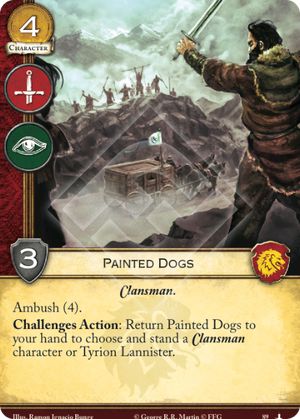 4
CHARACTER
3
PAINTED DOGS
Clansman.
Ambush (4).
Challenges Action: Return Painted Dogs to
your hand to choose and stand a Clansman
character or Tyrion Lannister.
Illus. Ramon Ignacio Bunge
© George R.R. Martin © FFG